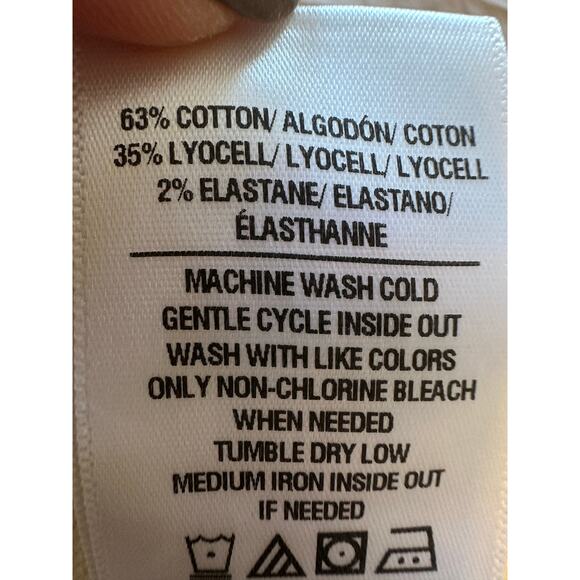 63% COTTON/ ALGODÓN/ COTON
35% LYOCELL/ LYOCELL/ LYOCELL
2% ELASTANE/ ELASTANO/
ÉLASTHANNE
MACHINE WASH COLD
GENTLE CYCLE INSIDE OUT
WASH WITH LIKE COLORS
ONLY NON-CHLORINE BLEACH
WHEN NEEDED
TUMBLE DRY LOW
MEDIUM IRON INSIDE OUT
IF NEEDED